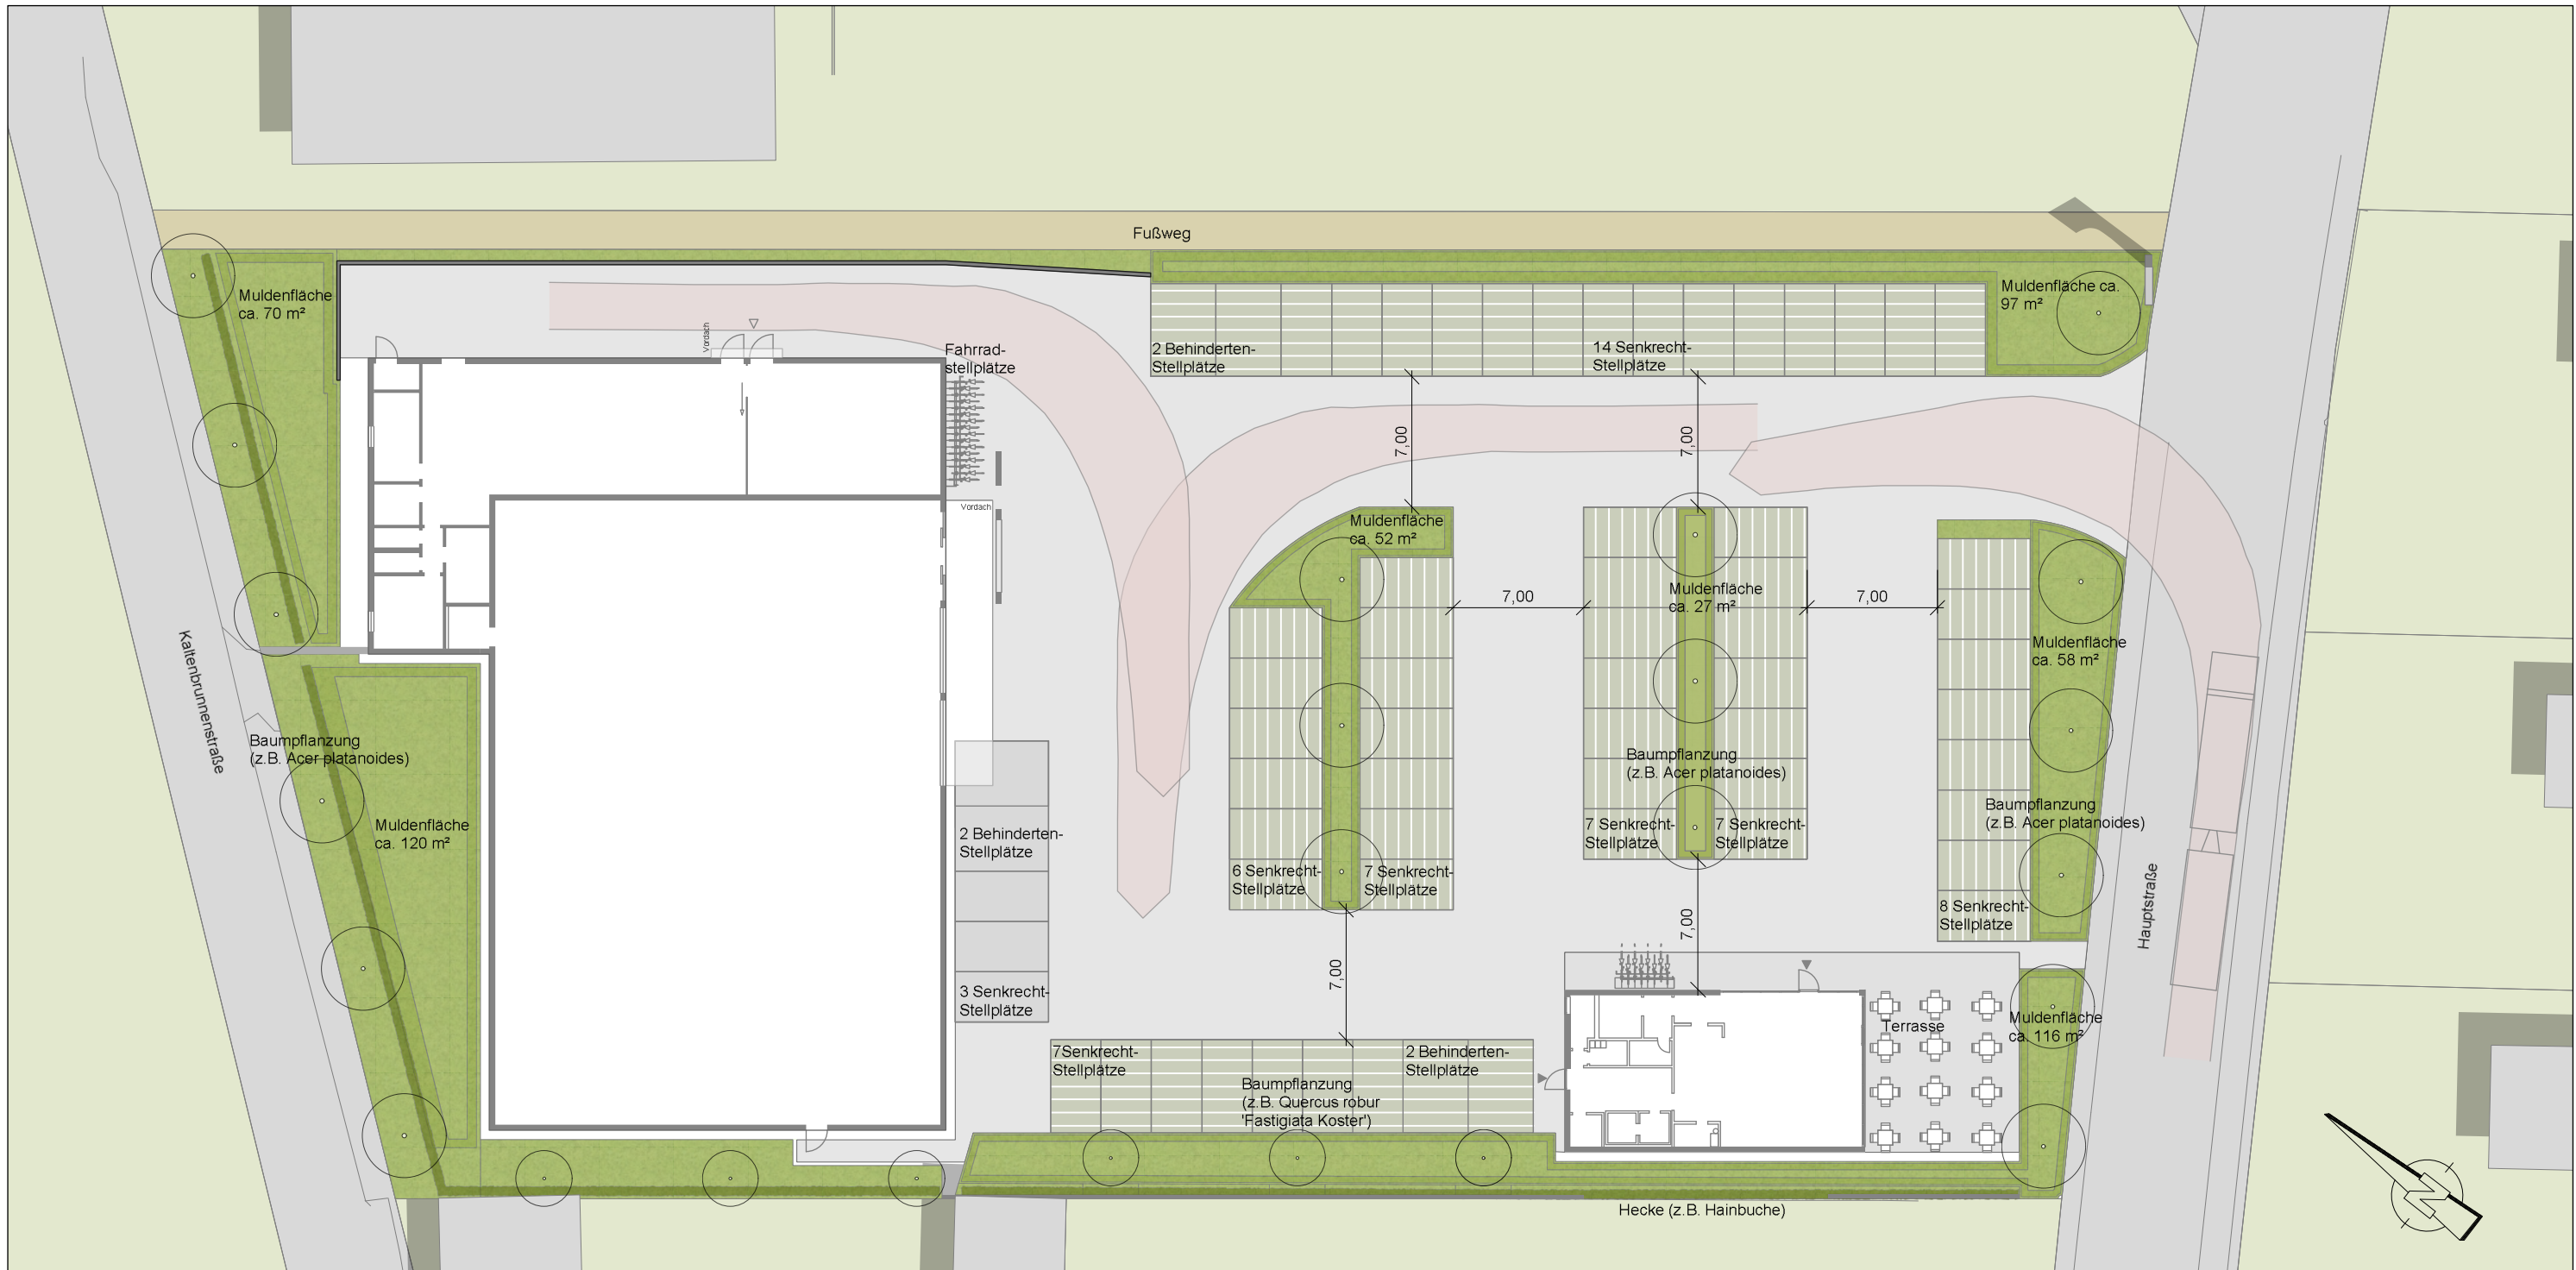 Fußweg
Muldenfläche
ca. 70 m²
Muldenfläche ca.
97 m²
Vordach
Fahrrad-
stellplätze
2 Behinderten-
Stellplätze
14 Senkrecht-
Stellplätze
7,00
7,00
Vordach
Muldenfläche
ca. 52 m²
7,00
Muldenfläche
ca. 27 m²
7,00
Muldenfläche
ca. 58 m²
Kaltenbrunnenstraße
Baumpflanzung
(z.B. Acer platanoides)
Muldenfläche
ca. 120 m²
2 Behinderten-
Stellplätze
3 Senkrecht-
Stellplätze
6 Senkrecht-
Stellplätze
7 Senkrecht-
Stellplätze
Baumpflanzung
(z.B. Acer platanoides)
7 Senkrecht-
Stellplätze
7 Senkrecht-
Stellplätze
Baumpflanzung
(z.B. Acer platanoides)
8 Senkrecht-
Stellplätze
Hauptstraße
7,00
7,00
7Senkrecht-
Stellplätze
2 Behinderten-
Stellplätze
Baumpflanzung
(z.B. Quercus robur
'Fastigiata Koster')
Terrasse
Muldenfläche
ca. 116 m²
Hecke (z.B. Hainbuche)
N